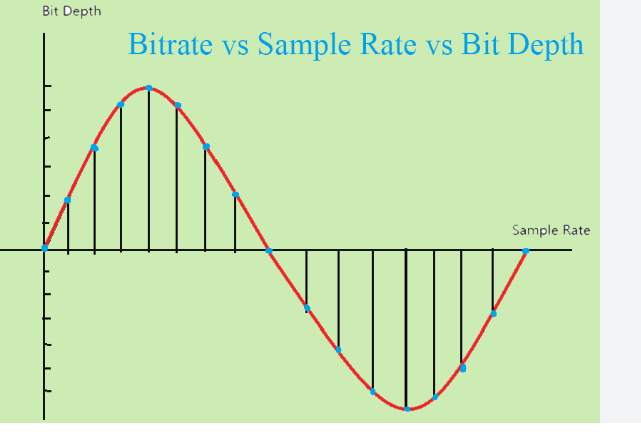 Bit Depth
Bitrate vs Sample Rate vs Bit Depth
Sample Rate